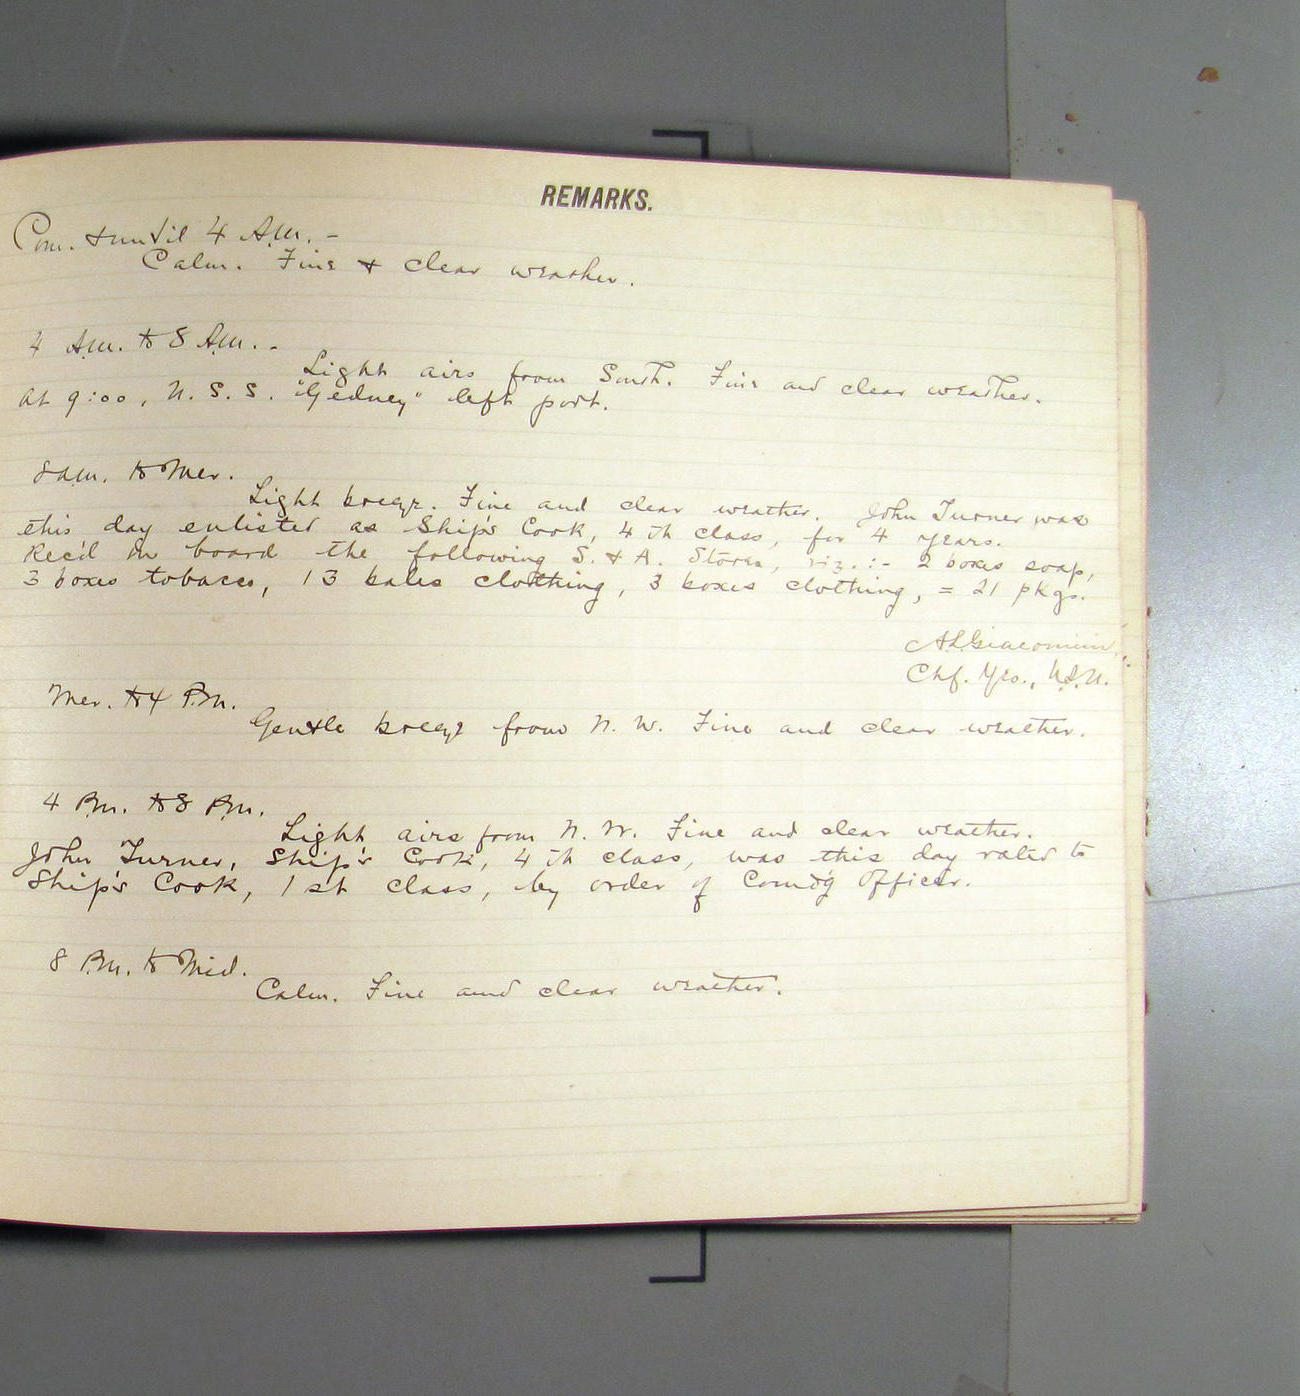 REMARKS.
Com. & until 4 A.M. -
Calm. Fine & clear weather.
4 A.M. to 8 A.M. -
Light airs from South. Fine and clear weather.
At 9:00, U. S. S. "Gedney" left port.
8 A.M. to Mer.
Light breeze. Fine and clear weather. John Turner was
this day enlisted as Ship's Cook, 4th class, for 4 years.
Rec'd on board the following S. & A. Stores, viz.:- 2 boxes soap,
3 boxes tobacco, 13 bales clothing, 3 boxes clothing, = 21 pkgs.
Chf. Yeo., U.S.N.
Mer. to 4 P.M.
Gentle breeze from N. W. Fine and clear weather.
4 P.M. to 8 P.M.
Light airs from N. W. Fine and clear weather.
John Turner, Ship's Cook, 4th class, was this day rated to
Ship's Cook, 1st class, by order of Comd'g Officer.
8 P.M. to Mid.
Calm. Fine and clear weather.